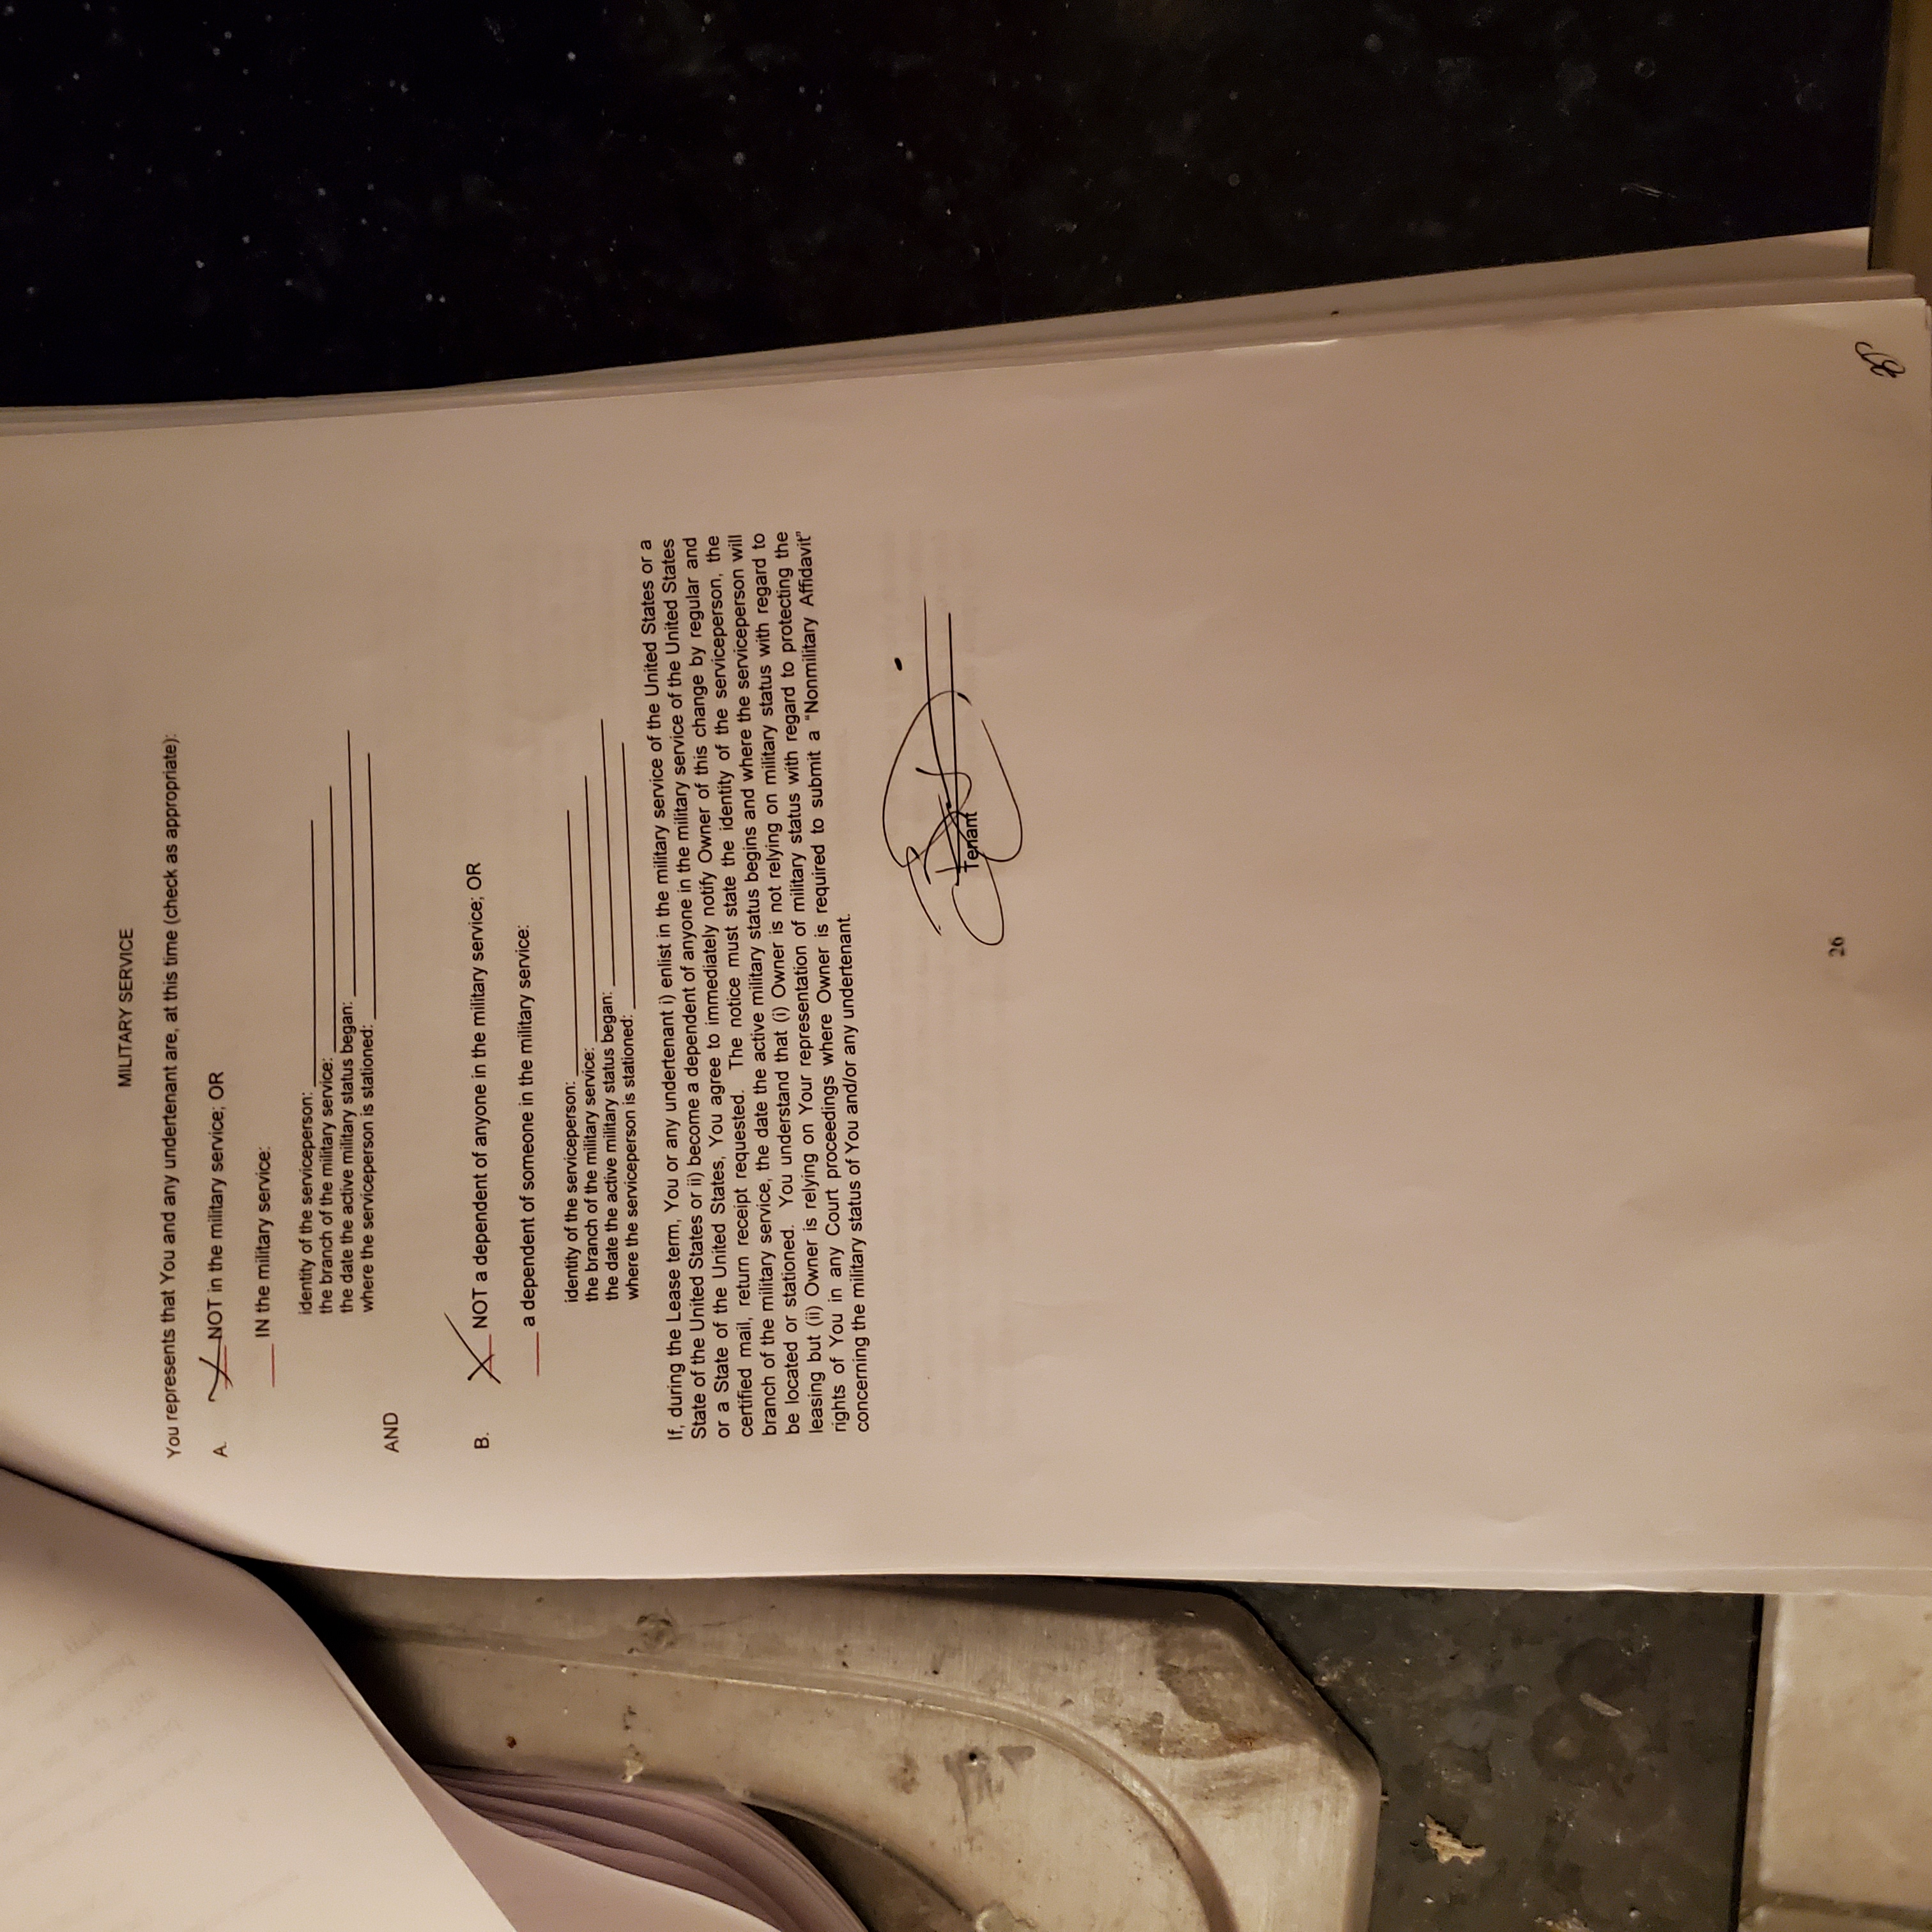 MILITARY SERVICE
You represents that You and any undertenant are, at this time (check as appropriate):
A. X NOT in the military service; OR
____ IN the military service:
identity of the serviceperson: ____
the branch of the military service: ____
the date the active military status began: ____
where the serviceperson is stationed: ____
AND
B. X NOT a dependent of anyone in the military service; OR
____ a dependent of someone in the military service:
identity of the serviceperson: ____
the branch of the military service: ____
the date the active military status began: ____
where the serviceperson is stationed: ____
If, during the Lease term, You or any undertenant i) enlist in the military service of the United States or a
State of the United States or ii) become a dependent of anyone in the military service of the United States
or a State of the United States, You agree to immediately notify Owner of this change by regular and
certified mail, return receipt requested. The notice must state the identity of the serviceperson, the
branch of the military service, the date the active military status begins and where the serviceperson will
be located or stationed. You understand that (i) Owner is not relying on military status with regard to
leasing but (ii) Owner is relying on Your representation of military status with regard to protecting the
rights of You in any Court proceedings where Owner is required to submit a “Nonmilitary Affidavit”
concerning the military status of You and/or any undertenant.
Tenant
26